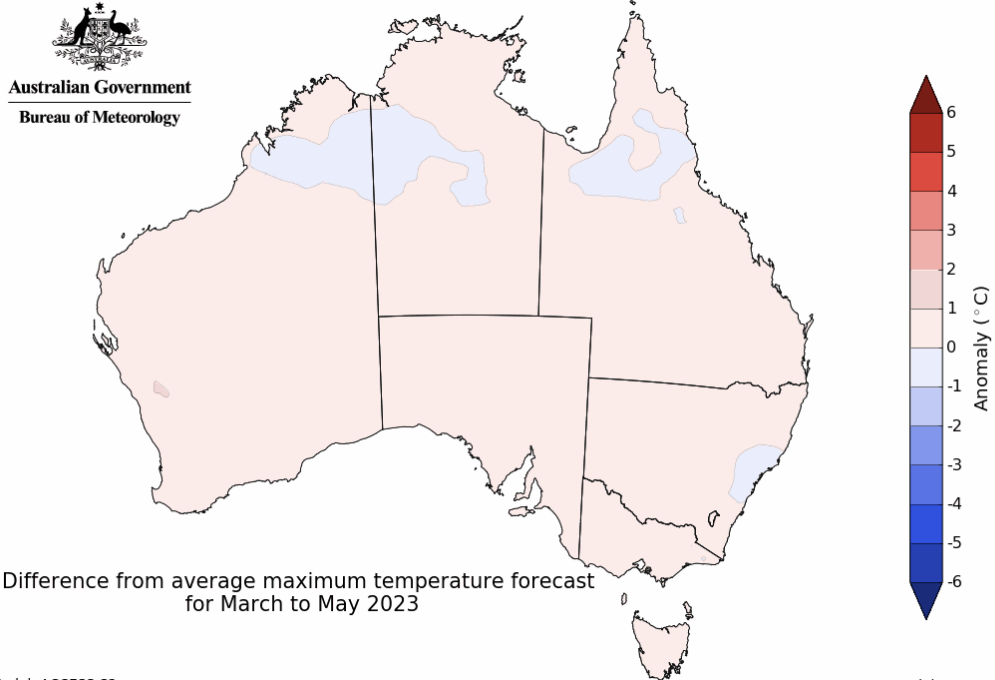 Australian Government
Bureau of Meteorology
6
5
4
3
2
1
0
-1
-2
-3
-4
-5
-6
Anomaly (°C)
Difference from average maximum temperature forecast
for March to May 2023